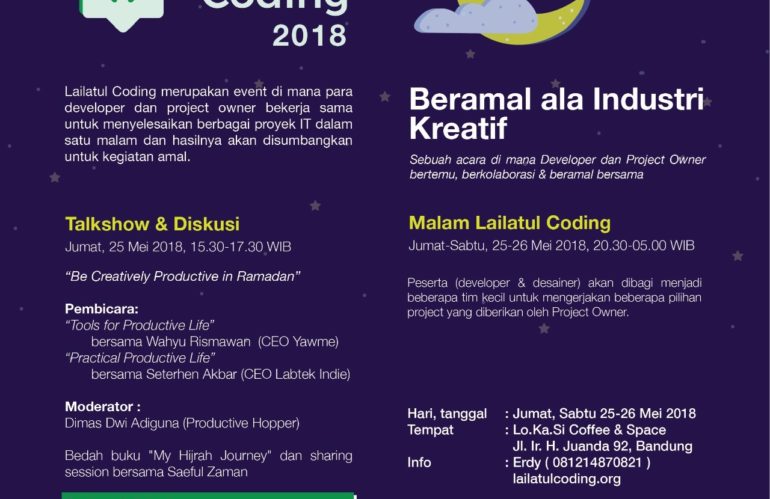 Coding
2018
Lailatul Coding merupakan event di mana para
developer dan project owner bekerja sama
untuk menyelesaikan berbagai proyek IT dalam
satu malam dan hasilnya akan disumbangkan
untuk kegiatan amal.
Talkshow & Diskusi
Jumat, 25 Mei 2018, 15.30-17.30 WIB
“Be Creatively Productive in Ramadan”
Pembicara:
“Tools for Productive Life”
bersama Wahyu Rismawan (CEO Yawme)
“Practical Productive Life”
bersama Seterhen Akbar (CEO Labtek Indie)
Moderator :
Dimas Dwi Adiguna (Productive Hopper)
Bedah buku "My Hijrah Journey" dan sharing
session bersama Saeful Zaman
Beramal ala Industri
Kreatif
Sebuah acara di mana Developer dan Project Owner
bertemu, berkolaborasi & beramal bersama
Malam Lailatul Coding
Jumat-Sabtu, 25-26 Mei 2018, 20.30-05.00 WIB
Peserta (developer & desainer) akan dibagi menjadi
beberapa tim kecil untuk mengerjakan beberapa pilihan
project yang diberikan oleh Project Owner.
Hari, tanggal : Jumat, Sabtu 25-26 Mei 2018
Tempat : Lo.Ka.Si Coffee & Space
Jl. Ir. H. Juanda 92, Bandung
Info : Erdy ( 081214870821 )
lailatulcoding.org